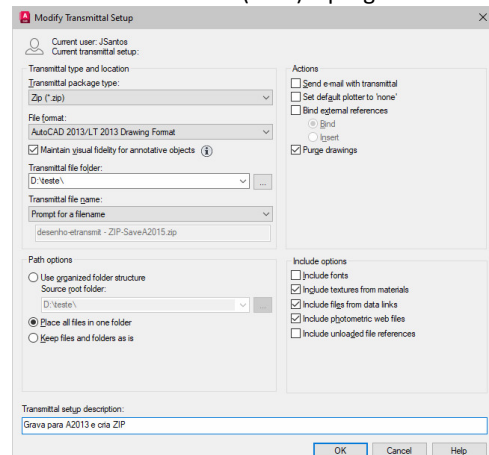 Modify Transmittal Setup
Current user: JSantos
Current transmittal setup:
Transmittal type and location
Transmittal package type:
Zip (*.zip)
File format:
AutoCAD 2013/LT 2013 Drawing Format
Maintain visual fidelity for annotative objects
Transmittal file folder:
D:\teste\
...
Transmittal file name:
Prompt for a filename
desenho-etransmit - ZIP-SaveA2015.zip
Actions
Send e-mail with transmittal
Set default plotter to 'none'
Bind external references
Bind
Insert
Purge drawings
Path options
Use organized folder structure
Source root folder:
D:\teste\
...
Place all files in one folder
Keep files and folders as is
Include options
Include fonts
Include textures from materials
Include files from data links
Include photometric web files
Include unloaded file references
Transmittal setup description:
Grava para A2013 e cria ZIP
OK
Cancel
Help